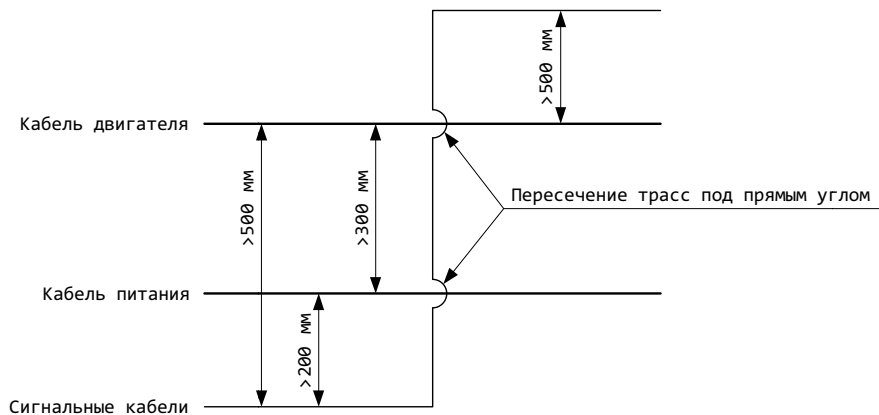 >500 мм
Кабель двигателя
>500 мм
>300 мм
Пересечение трасс под прямым углом
Кабель питания
>200 мм
Сигнальные кабели